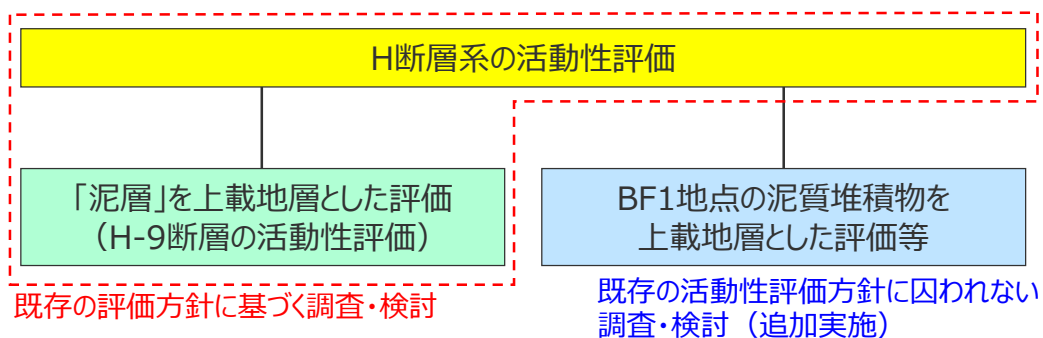 H断層系の活動性評価
「泥層」を上載地層とした評価
（H-9断層の活動性評価）
BF1地点の泥質堆積物を
上載地層とした評価等
既存の評価方針に基づく調査・検討
既存の活動性評価方針に囚われない
調査・検討（追加実施）